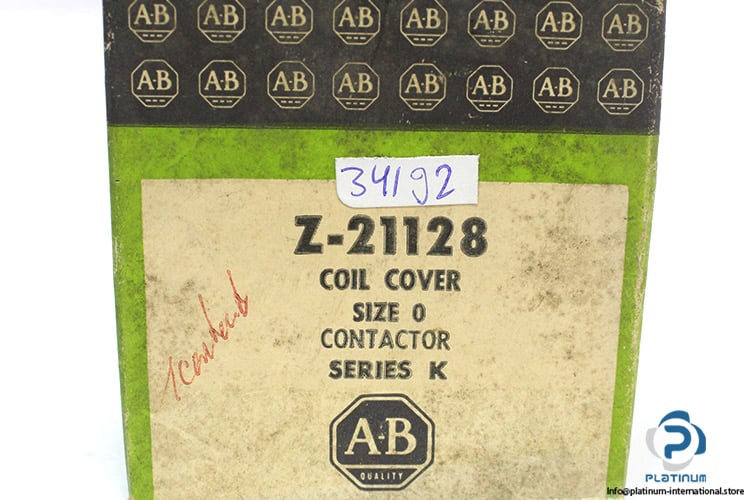 A-B A-B A-B A-B A-B A-B A-B A-B
A-B A-B A-B A-B A-B A-B A-B A-B
34192
Z-21128
COIL COVER
SIZE 0
CONTACTOR
SERIES K
A-B
QUALITY
PLATINUM
info@platinum-international.store